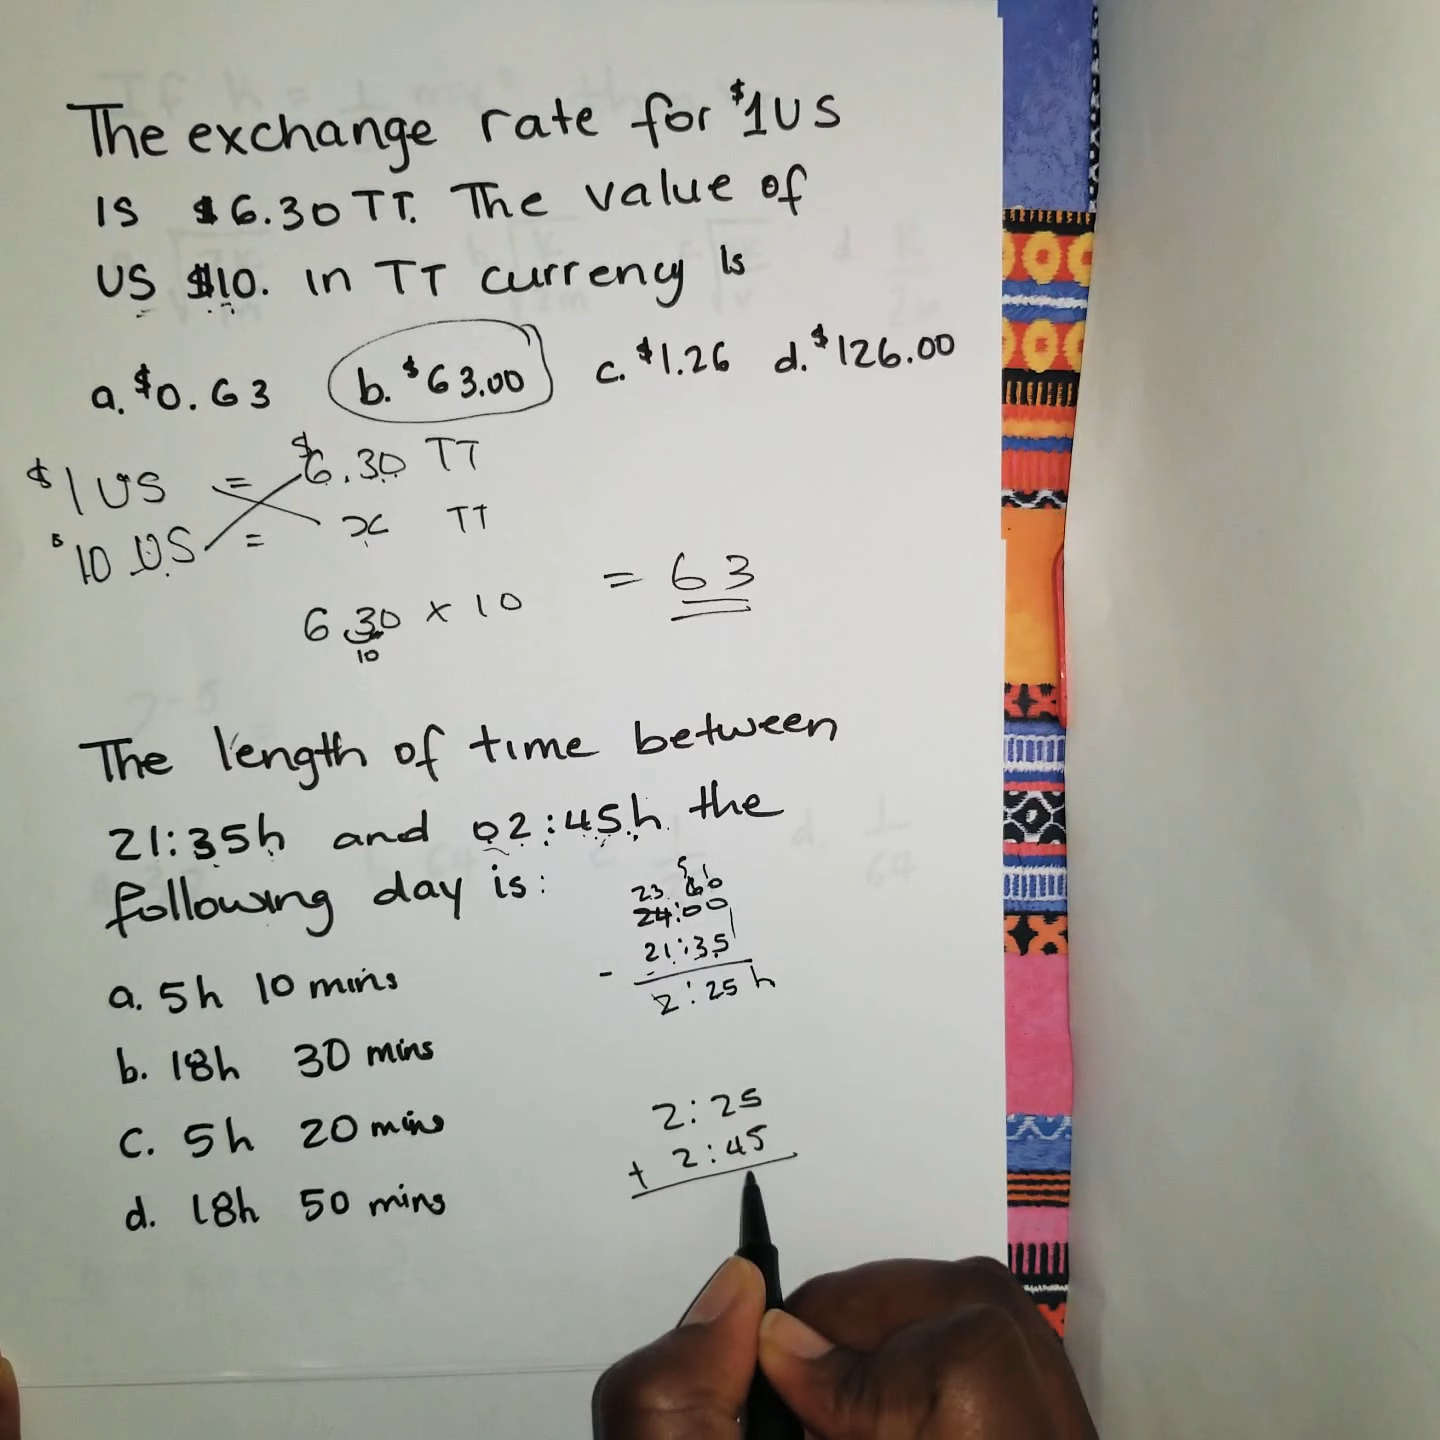 The exchange rate for $1US
is $6.30 TT. The value of
US $10. in TT currency is
a. $0.63 b. $63.00 c. $1.26 d. $126.00
$1US = $6.30 TT
$10 US = x TT
6.30 x 10 = 63
10
The length of time between
21:35h and 02:45h the
following day is:
23 60
24:00
- 21:35
2:25 h
a. 5h 10 mins
b. 18h 30 mins
c. 5h 20 mins
d. 18h 50 mins
2:25
+ 2:45